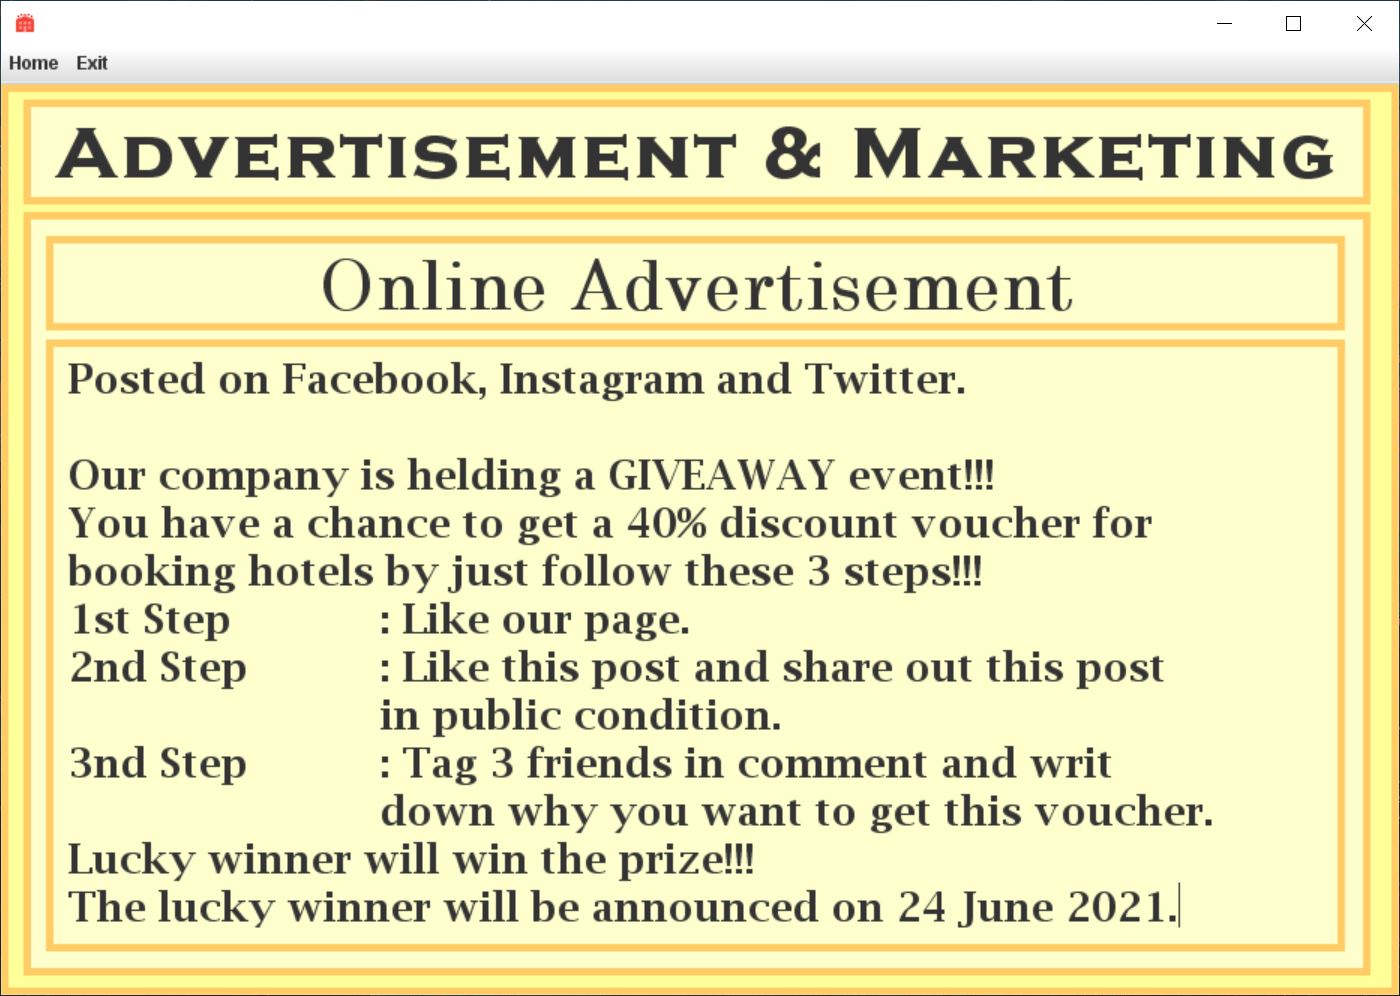 Home Exit
ADVERTISEMENT & MARKETING
Online Advertisement
Posted on Facebook, Instagram and Twitter.
Our company is helding a GIVEAWAY event!!!
You have a chance to get a 40% discount voucher for
booking hotels by just follow these 3 steps!!!
1st Step : Like our page.
2nd Step : Like this post and share out this post
in public condition.
3nd Step : Tag 3 friends in comment and writ
down why you want to get this voucher.
Lucky winner will win the prize!!!
The lucky winner will be announced on 24 June 2021.